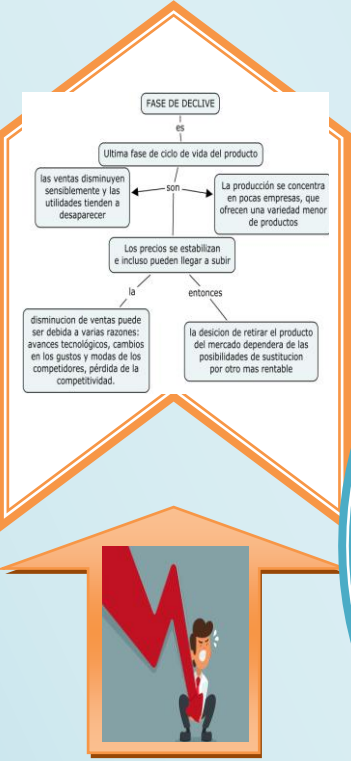 FASE DE DECLIVE
es
Ultima fase de ciclo de vida del producto
son
las ventas disminuyen
sensiblemente y las
utilidades tienden a
desaparecer
La producción se concentra
en pocas empresas, que
ofrecen una variedad menor
de productos
Los precios se estabilizan
e incluso pueden llegar a subir
la
entonces
disminucion de ventas puede
ser debida a varias razones:
avances tecnológicos, cambios
en los gustos y modas de los
competidores, pérdida de la
competitividad.
la desicion de retirar el producto
del mercado dependera de las
posibilidades de sustitucion
por otro mas rentable